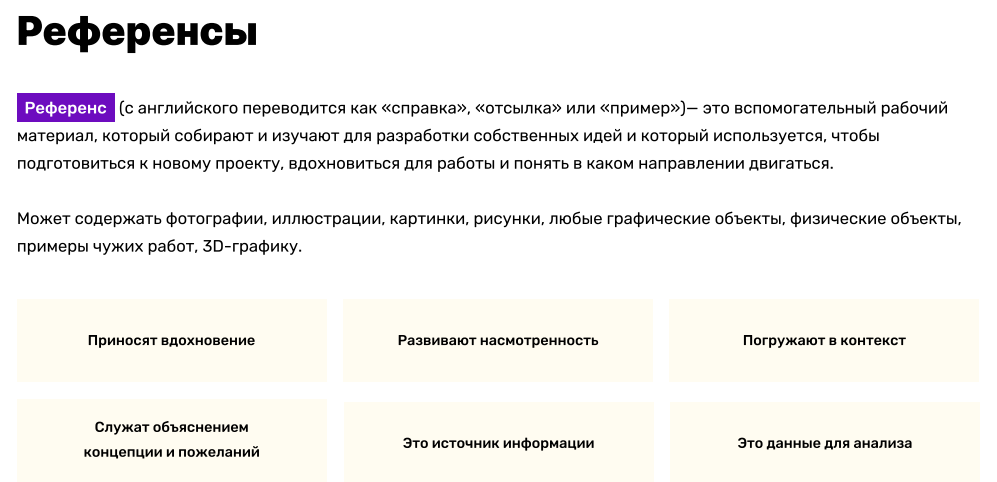 Референсы
Референс (с английского переводится как «справка», «отсылка» или «пример»)— это вспомогательный рабочий
материал, который собирают и изучают для разработки собственных идей и который используется, чтобы
подготовиться к новому проекту, вдохновиться для работы и понять в каком направлении двигаться.
Может содержать фотографии, иллюстрации, картинки, рисунки, любые графические объекты, физические объекты,
примеры чужих работ, 3D-графику.
Приносят вдохновение
Развивают насмотренность
Погружают в контекст
Служат объяснением
концепции и пожеланий
Это источник информации
Это данные для анализа